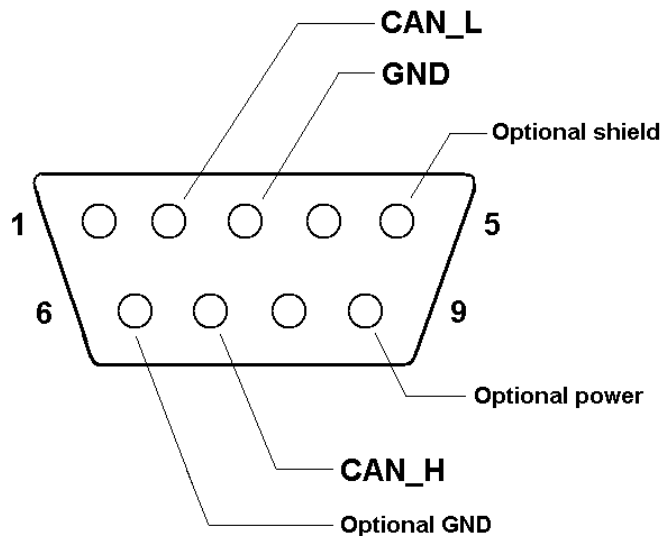 CAN_L
GND
Optional shield
1
5
6
9
Optional power
CAN_H
Optional GND